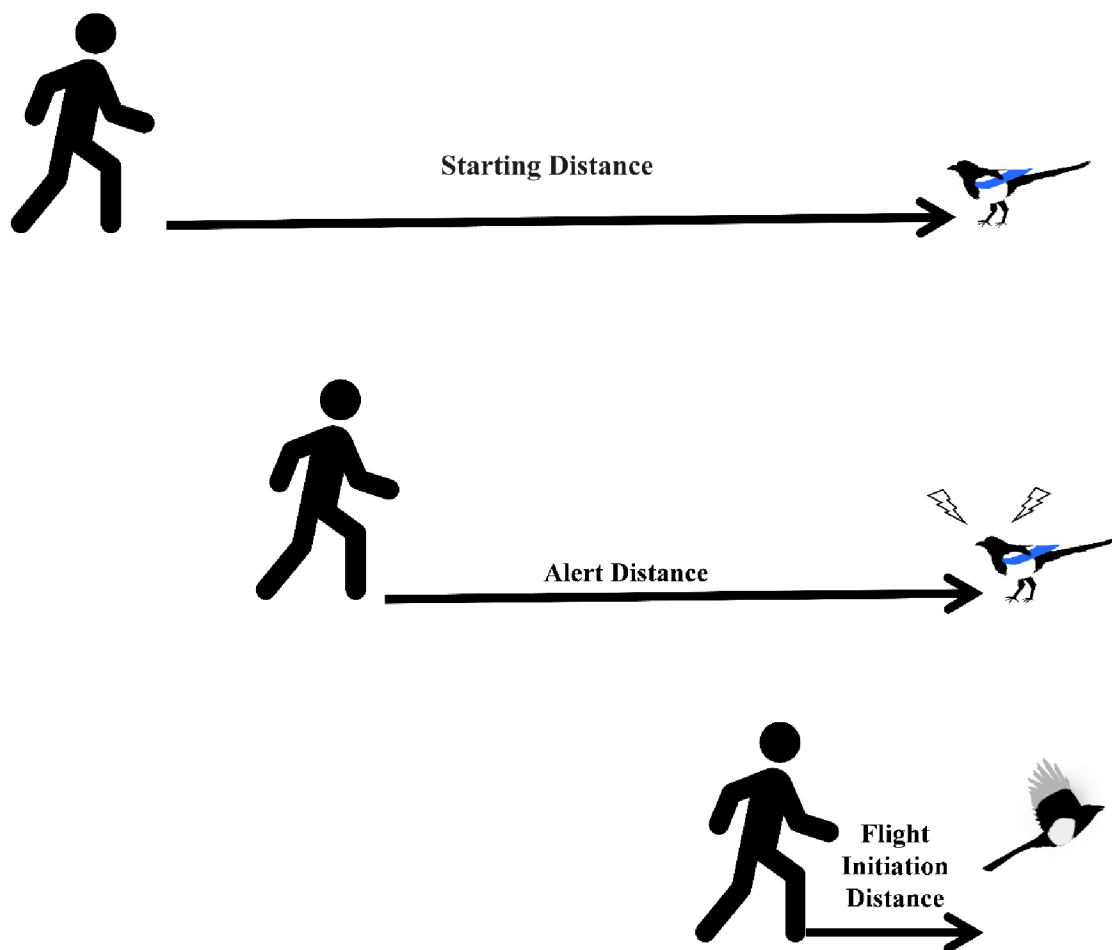 Starting Distance
Alert Distance
Flight
Initiation
Distance